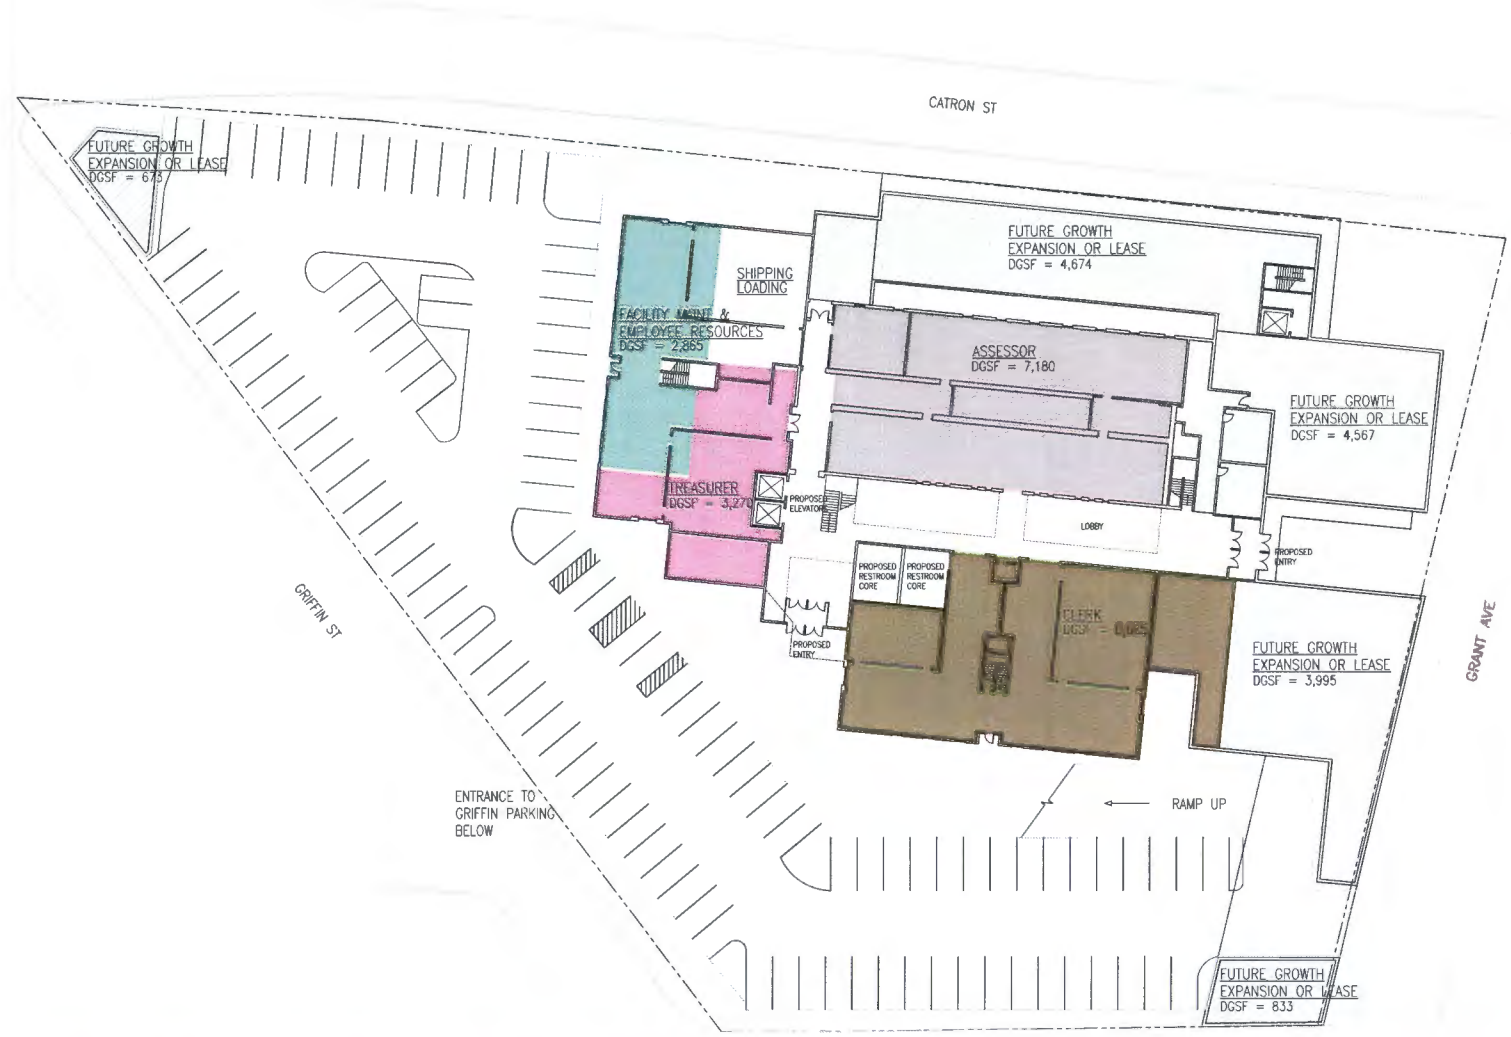 CATRON ST
FUTURE GROWTH
EXPANSION OR LEASE
DGSF = 673
FUTURE GROWTH
EXPANSION OR LEASE
DGSF = 4,674
SHIPPING
LOADING
FACILITY MAINT &
EMPLOYEE RESOURCES
DGSF = 2,865
ASSESSOR
DGSF = 7,180
FUTURE GROWTH
EXPANSION OR LEASE
DGSF = 4,567
TREASURER
DGSF = 3,270
PROPOSED
ELEVATORS
LOBBY
PROPOSED
ENTRY
PROPOSED
RESTROOM
CORE
PROPOSED
RESTROOM
CORE
GRIFFIN ST
CLERK
DGSF =
PROPOSED
ENTRY
FUTURE GROWTH
EXPANSION OR LEASE
DGSF = 3,995
GRANT AVE
ENTRANCE TO
GRIFFIN PARKING
BELOW
RAMP UP
FUTURE GROWTH
EXPANSION OR LEASE
DGSF = 833